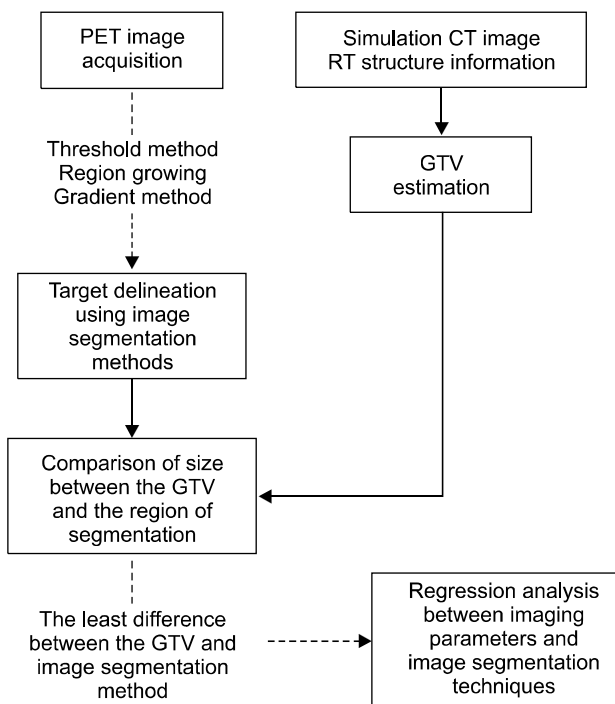 PET image
acquisition
Simulation CT image
RT structure information
Threshold method
Region growing
Gradient method
GTV
estimation
Target delineation
using image
segmentation
methods
Comparison of size
between the GTV
and the region of
segmentation
The least difference
between the GTV and
image segmentation
method
Regression analysis
between imaging
parameters and
image segmentation
techniques